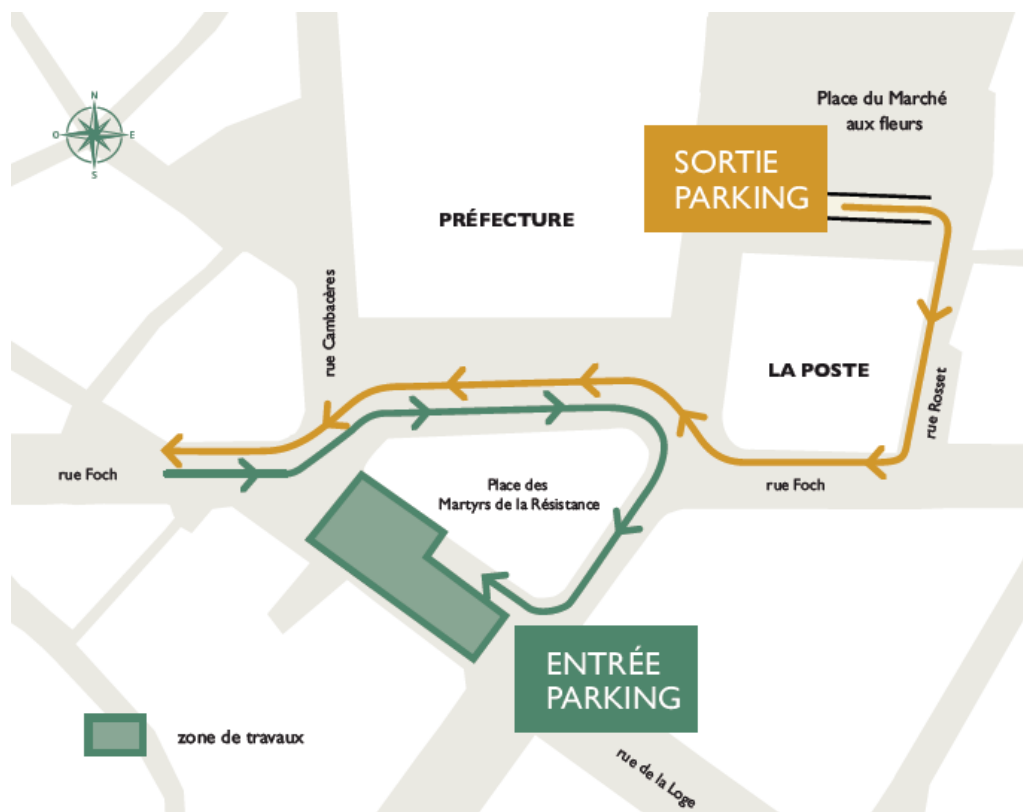 N
O
E
S
Place du Marché
aux fleurs
SORTIE
PARKING
PRÉFECTURE
rue Cambacères
LA POSTE
rue Rosset
rue Foch
Place des
Martyrs de la Résistance
rue Foch
ENTRÉE
PARKING
zone de travaux
rue de la Loge